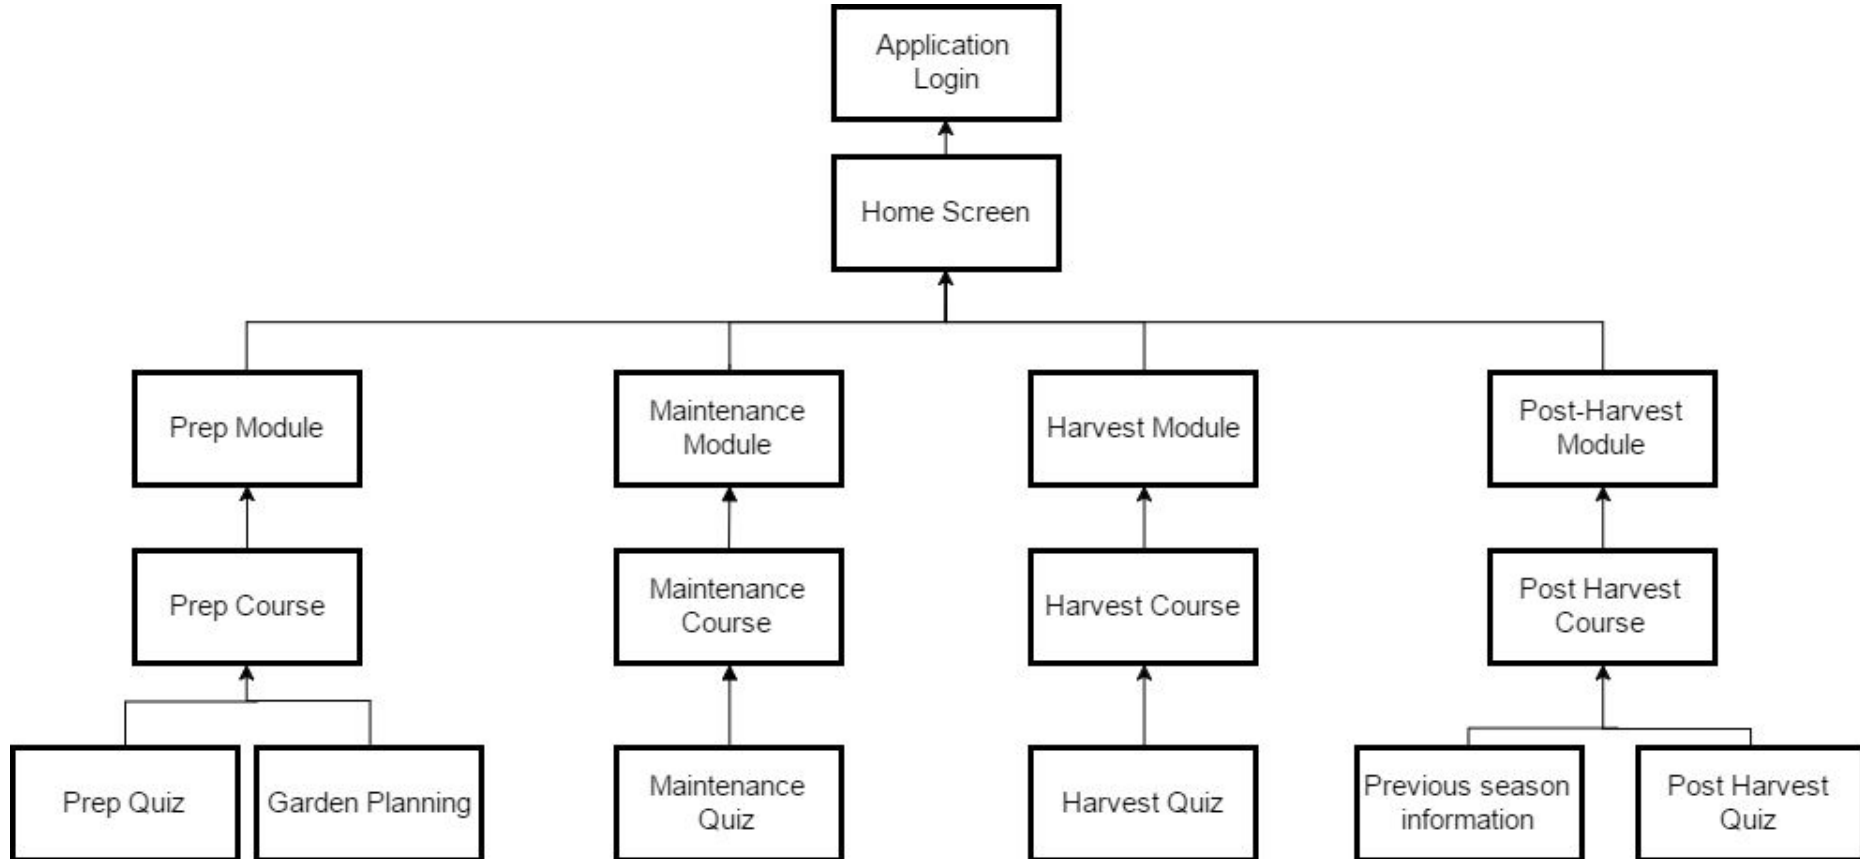 Application
Login
Home Screen
Prep Module
Maintenance
Module
Harvest Module
Post-Harvest
Module
Prep Course
Maintenance
Course
Harvest Course
Post Harvest
Course
Prep Quiz
Garden Planning
Maintenance
Quiz
Harvest Quiz
Previous season
information
Post Harvest
Quiz